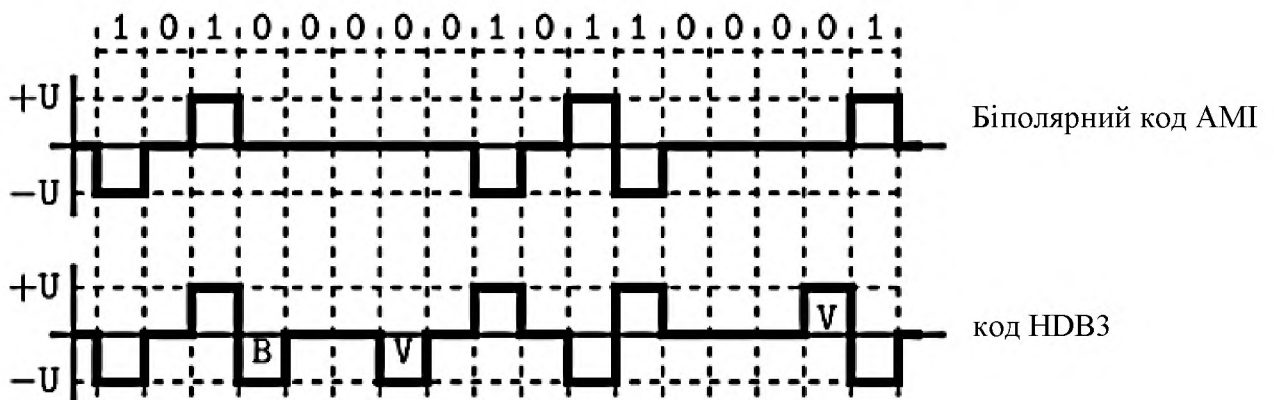 1 0 1 0 0 0 0 0 1 0 1 1 0 0 0 0 1
+U
Біполярний код AMI
−U
+U
V
код HDB3
B V
−U